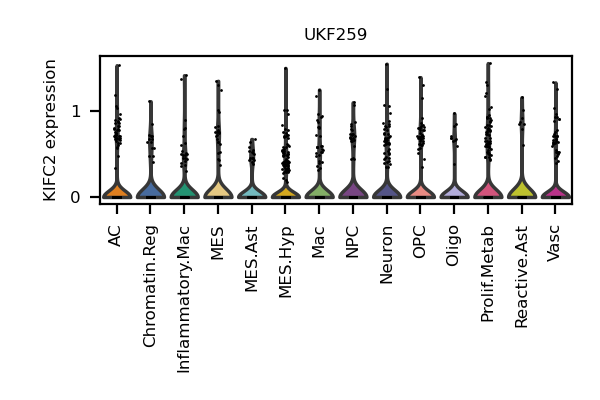 UKF259
KIFC2 expression
1
0
AC
Chromatin.Reg
Inflammatory.Mac
MES
MES.Ast
MES.Hyp
Mac
NPC
Neuron
OPC
Oligo
Prolif.Metab
Reactive.Ast
Vasc